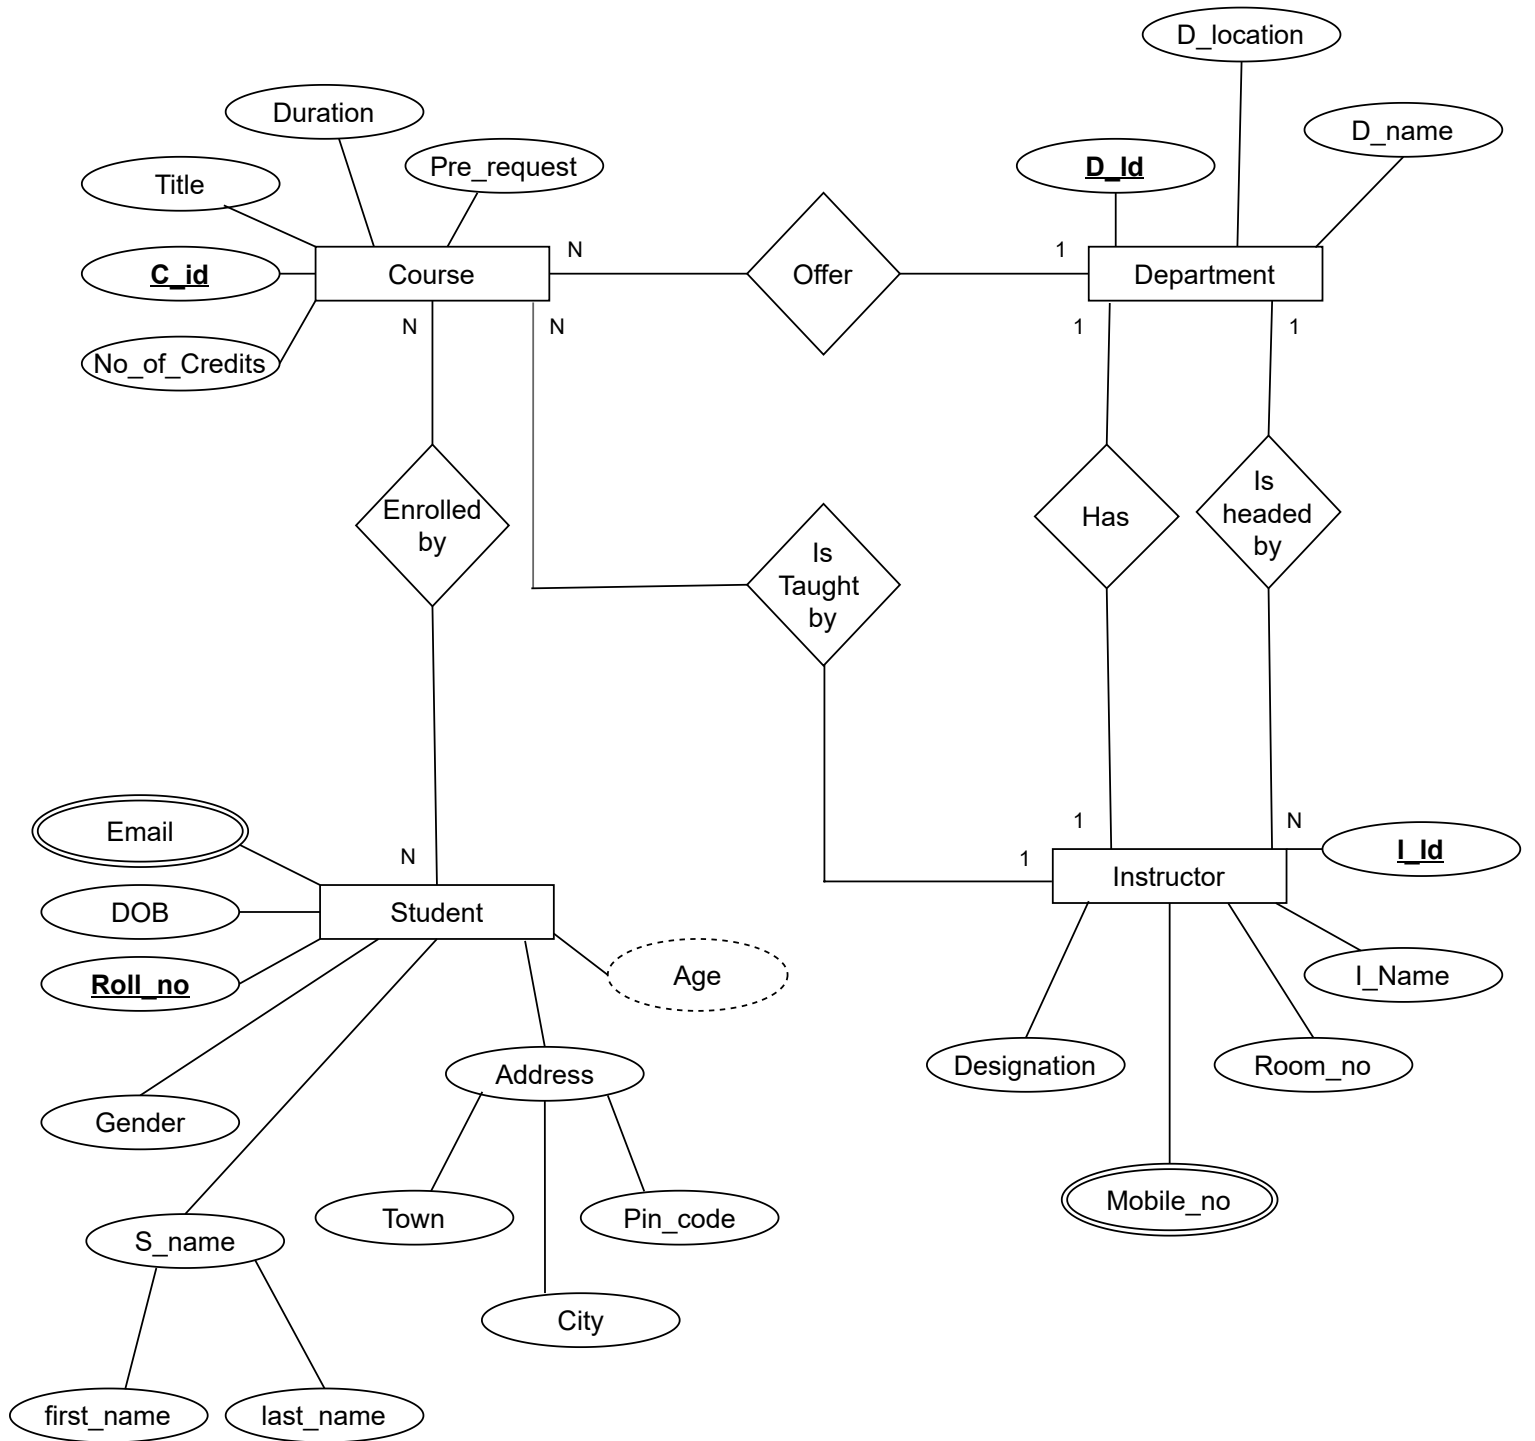 D_location
Duration
D_name
Pre_request
D_Id
Title
N
1
C_id
Course
Offer
Department
N
N
1
1
No_of_Credits
Enrolled
by
Is
headed
by
Has
Is
Taught
by
Email
N
1
1
N
I_Id
Instructor
DOB
Student
Roll_no
Age
I_Name
Designation
Room_no
Address
Gender
Mobile_no
Town
Pin_code
S_name
City
first_name
last_name